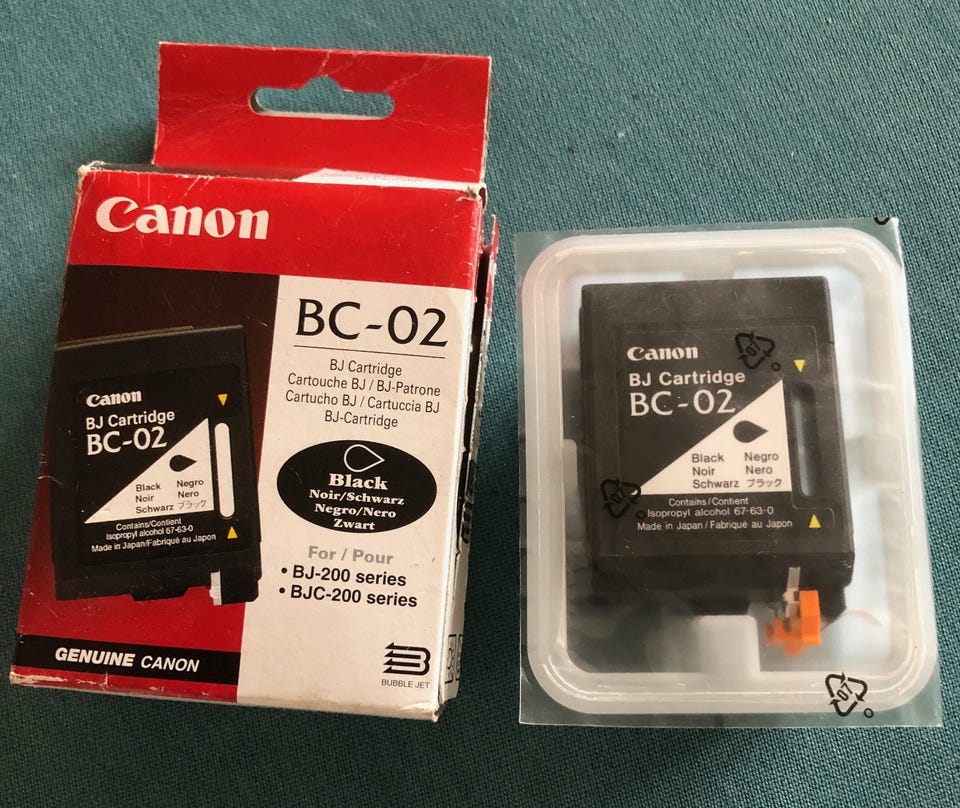 Canon
BC-02
BJ Cartridge
Cartouche BJ / BJ-Patrone
Cartucho BJ / Cartuccia BJ
BJ-Cartridge
Black
Noir/Schwarz
Negro/Nero
Zwart
For / Pour
• BJ-200 series
• BJC-200 series
BUBBLE JET
GENUINE CANON
Canon
BJ Cartridge
BC-02
Black Negro
Noir Nero
Schwarz ブラック
Contains/Contient
Isopropyl alcohol 67-63-0
Made in Japan/Fabriqué au Japon
Canon
BJ Cartridge
BC-02
Black Negro
Noir Nero
Schwarz ブラック
Contains/Contient
Isopropyl alcohol 67-63-0
Made in Japan/Fabriqué au Japon
07
07
07